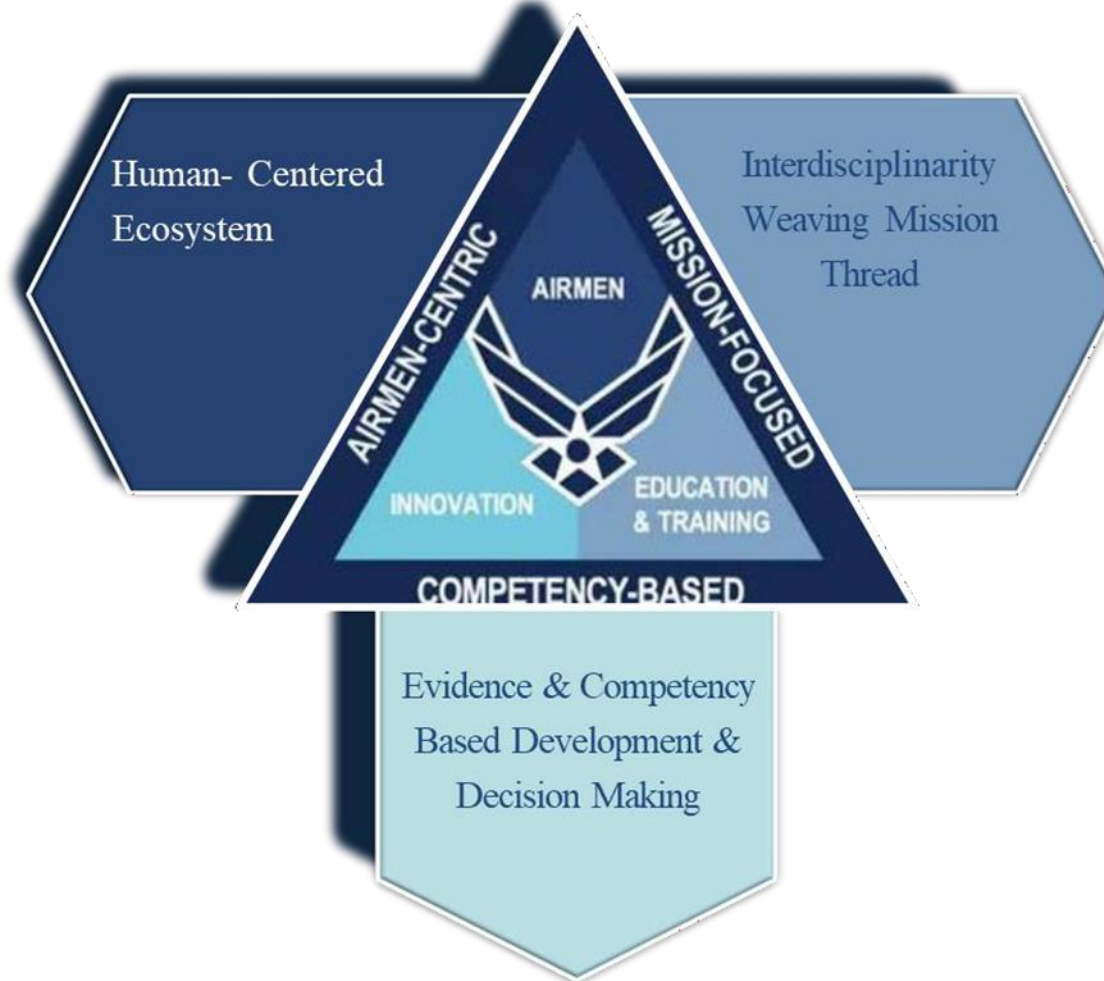 Human- Centered
Ecosystem
Interdisciplinarity
Weaving Mission
Thread
AIRMEN-CENTRIC
MISSION-FOCUSED
AIRMEN
INNOVATION
EDUCATION
& TRAINING
COMPETENCY-BASED
Evidence & Competency
Based Development &
Decision Making